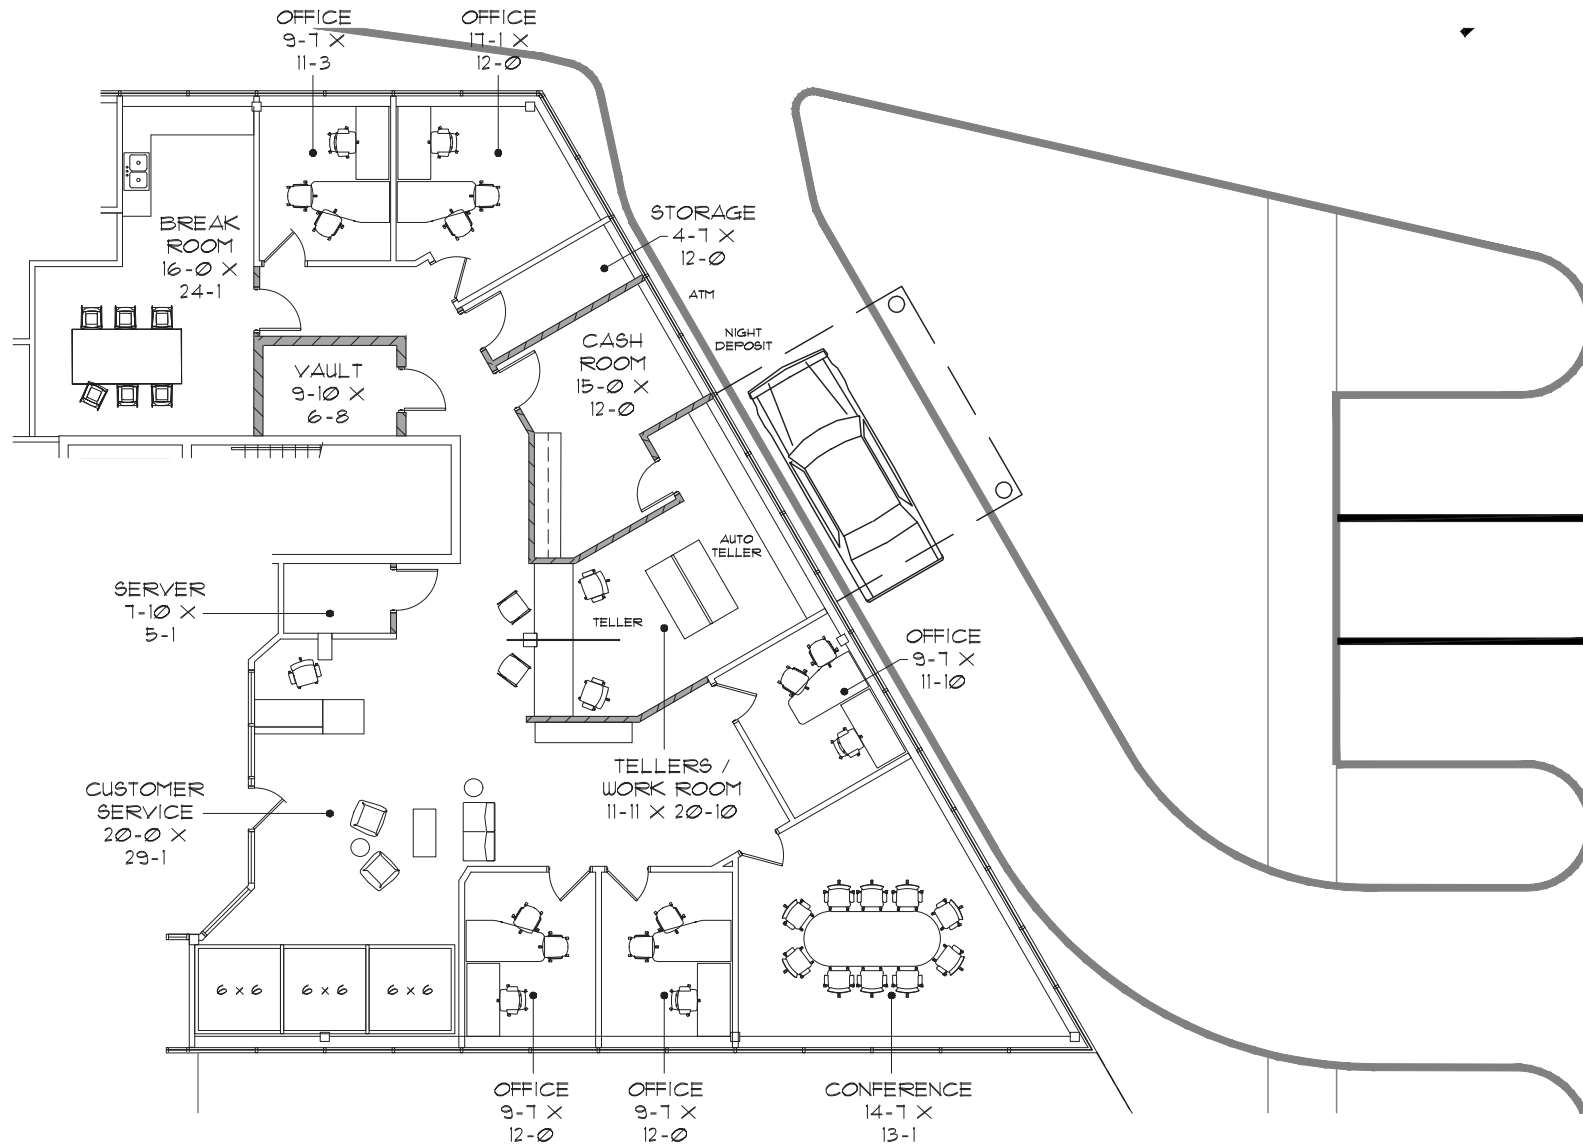 OFFICE
9-7 X
11-3
OFFICE
17-1 X
12-0
BREAK
ROOM
16-0 X
24-1
STORAGE
4-7 X
12-0
ATM
NIGHT
DEPOSIT
CASH
ROOM
15-0 X
12-0
VAULT
9-10 X
6-8
AUTO
TELLER
SERVER
7-10 X
5-1
TELLER
OFFICE
9-7 X
11-10
TELLERS /
WORK ROOM
11-11 X 20-10
CUSTOMER
SERVICE
20-0 X
29-1
6 x 6
6 x 6
6 x 6
OFFICE
9-7 X
12-0
OFFICE
9-7 X
12-0
CONFERENCE
14-7 X
13-1